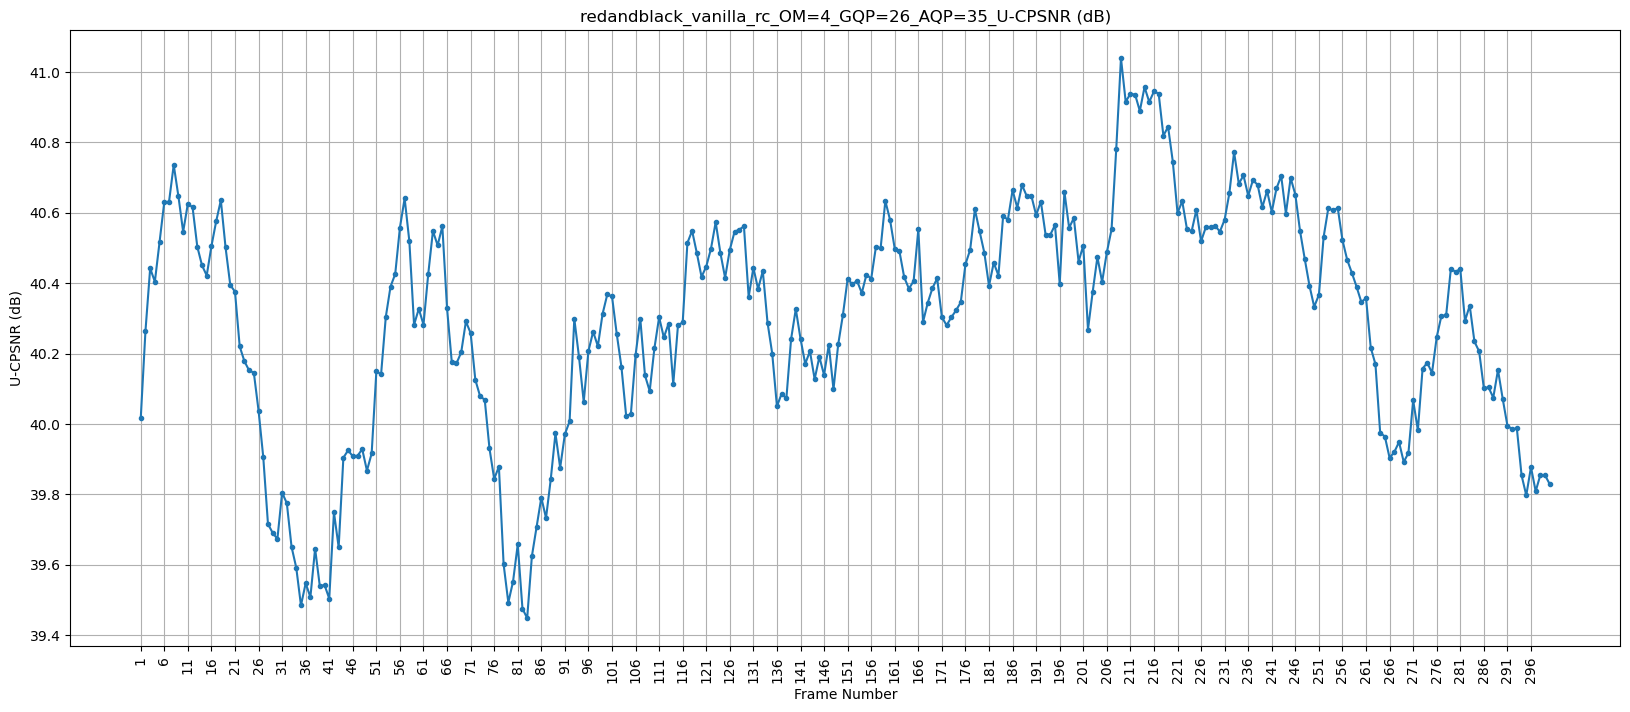 redandblack_vanilla_rc_OM=4_GQP=26_AQP=35_U-CPSNR (dB)
41.0
40.8
40.6
40.4
40.2
40.0
39.8
39.6
39.4
U-CPSNR (dB)
1 6 11 16 21 26 31 36 41 46 51 56 61 66 71 76 81 86 91 96 101 106 111 116 121 126 131 136 141 146 151 156 161 166 171 176 181 186 191 196 201 206 211 216 221 226 231 236 241 246 251 256 261 266 271 276 281 286 291 296
Frame Number